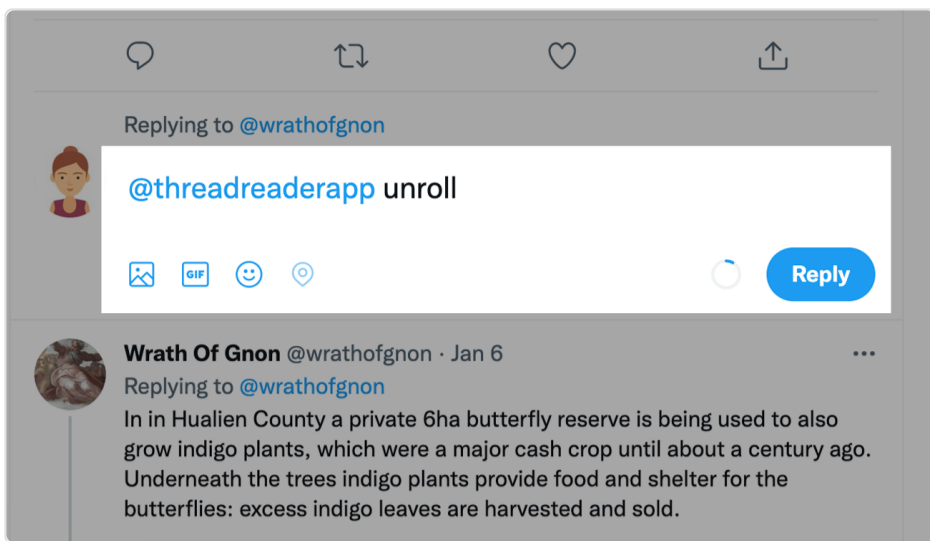 Replying to @wrathofgnon
@threadreaderapp unroll
GIF
Reply
Wrath Of Gnon @wrathofgnon · Jan 6
Replying to @wrathofgnon
In in Hualien County a private 6ha butterfly reserve is being used to also
grow indigo plants, which were a major cash crop until about a century ago.
Underneath the trees indigo plants provide food and shelter for the
butterflies: excess indigo leaves are harvested and sold.